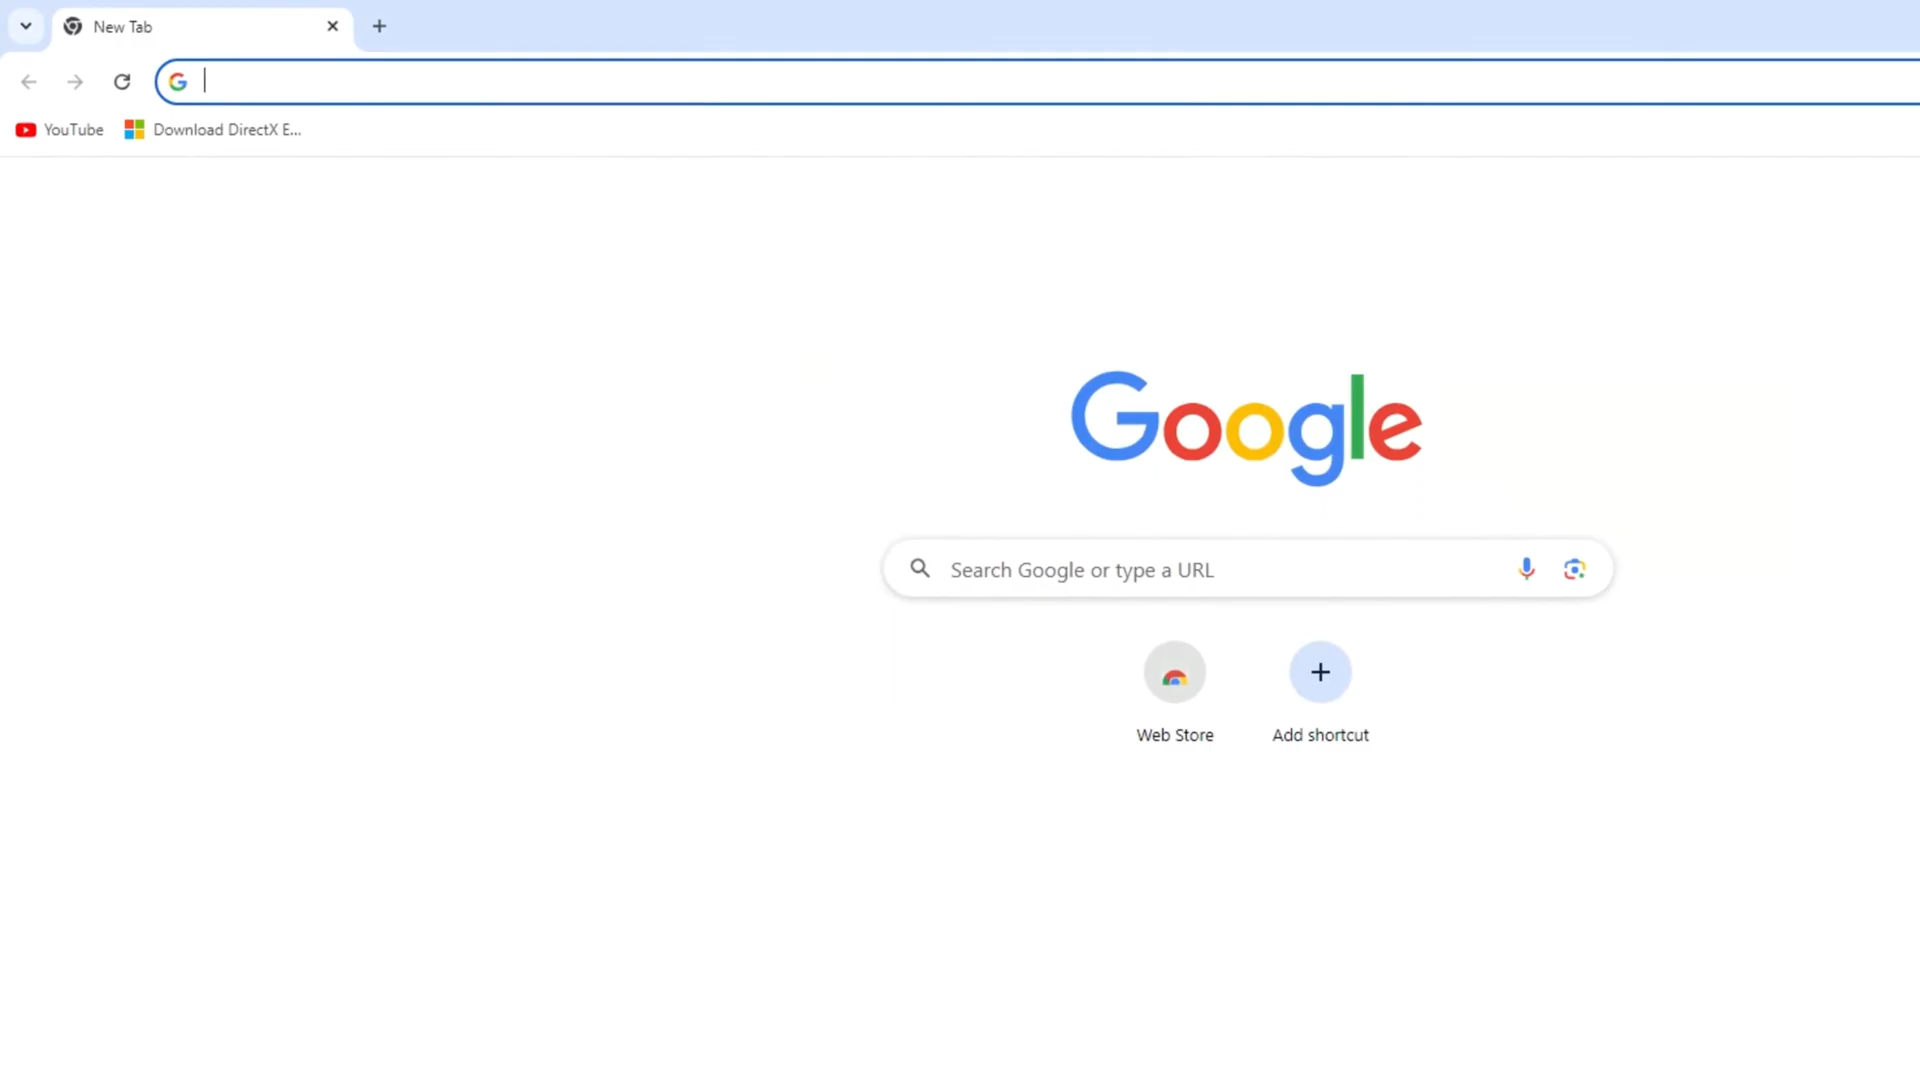 New Tab
YouTube
Download DirectX E...
Google
Search Google or type a URL
Web Store
Add shortcut